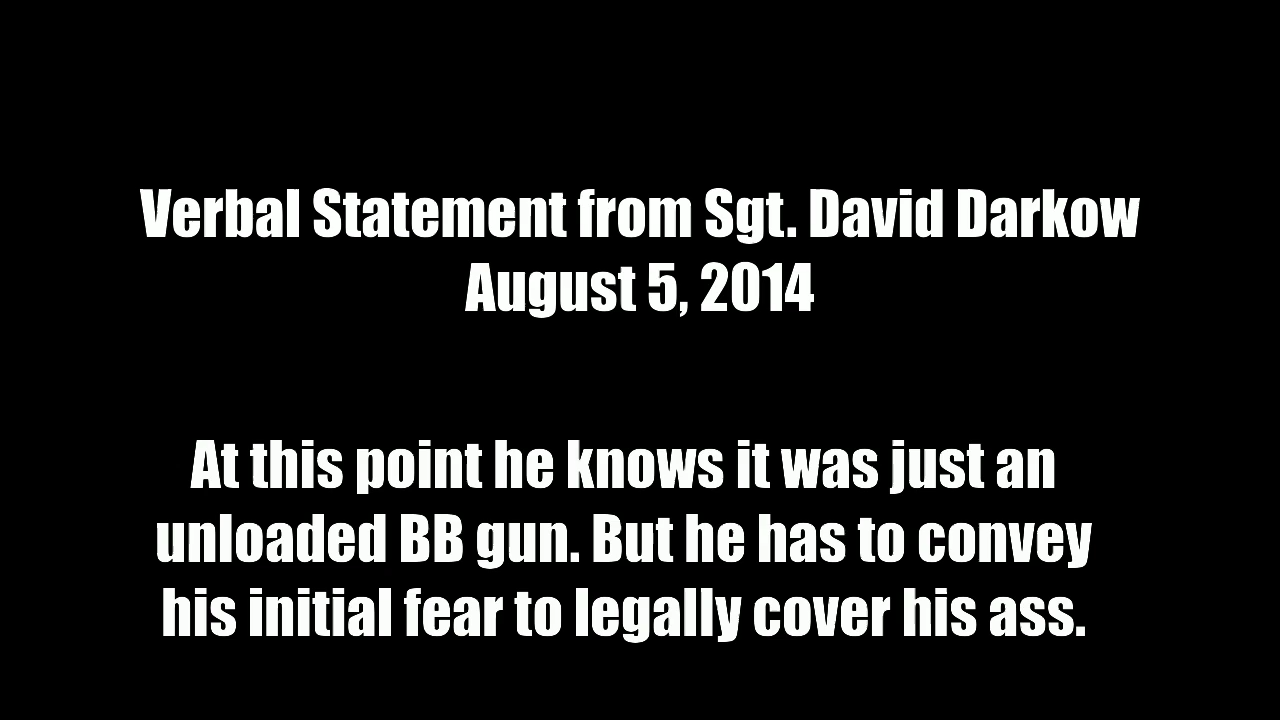 Verbal Statement from Sgt. David Darkow
August 5, 2014
At this point he knows it was just an
unloaded BB gun. But he has to convey
his initial fear to legally cover his ass.